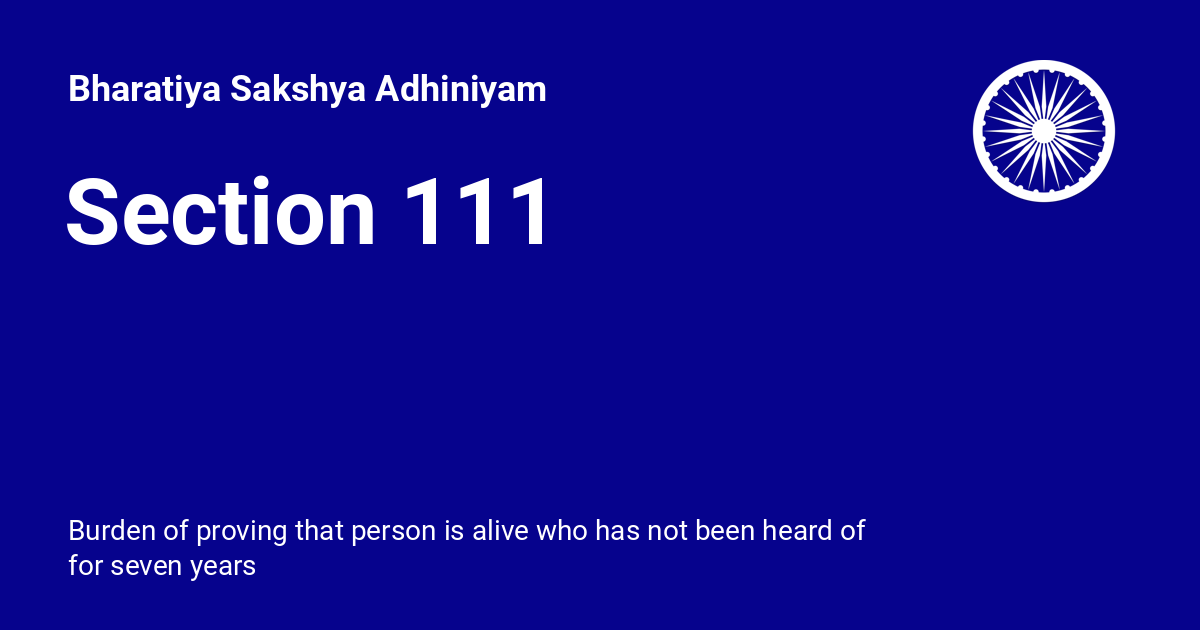 Bharatiya Sakshya Adhiniyam
Section 111
Burden of proving that person is alive who has not been heard of
for seven years